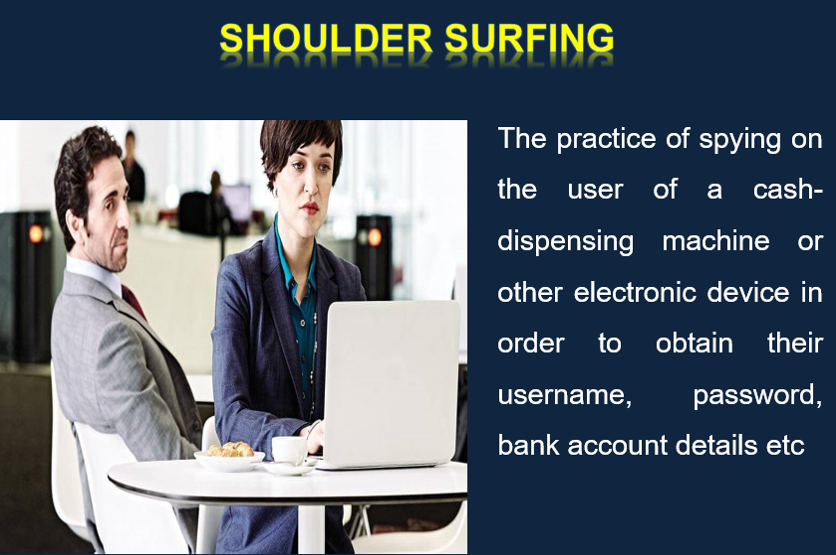 SHOULDER SURFING
The practice of spying on
the user of a cash-
dispensing machine or
other electronic device in
order to obtain their
username, password,
bank account details etc